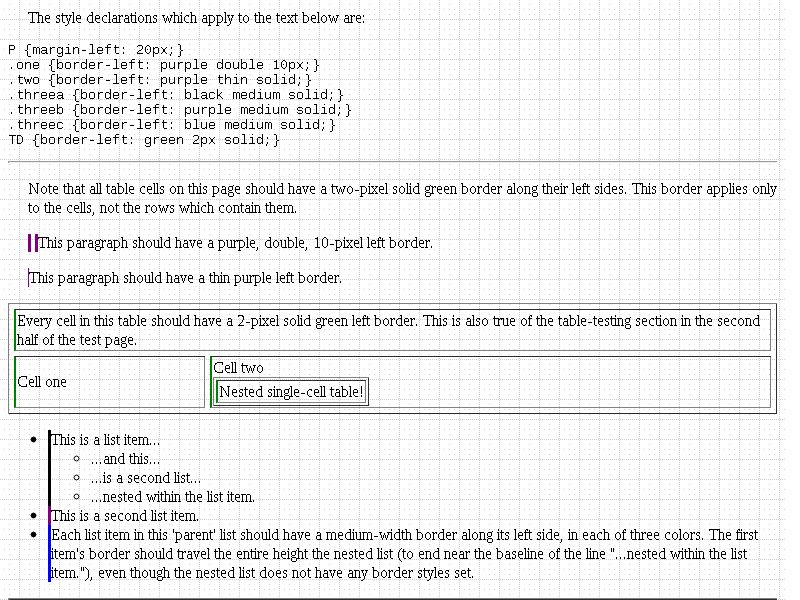 The style declarations which apply to the text below are:
P {margin-left: 20px;}
.one {border-left: purple double 10px;}
.two {border-left: purple thin solid;}
.threea {border-left: black medium solid;}
.threeb {border-left: purple medium solid;}
.threec {border-left: blue medium solid;}
TD {border-left: green 2px solid;}
Note that all table cells on this page should have a two-pixel solid green border along their left sides. This border applies only
to the cells, not the rows which contain them.
This paragraph should have a purple, double, 10-pixel left border.
This paragraph should have a thin purple left border.
Every cell in this table should have a 2-pixel solid green left border. This is also true of the table-testing section in the second
half of the test page.
Cell one
Cell two
Nested single-cell table!
This is a list item...
...and this...
...is a second list...
...nested within the list item.
This is a second list item.
Each list item in this 'parent' list should have a medium-width border along its left side, in each of three colors. The first
item's border should travel the entire height the nested list (to end near the baseline of the line "...nested within the list
item."), even though the nested list does not have any border styles set.